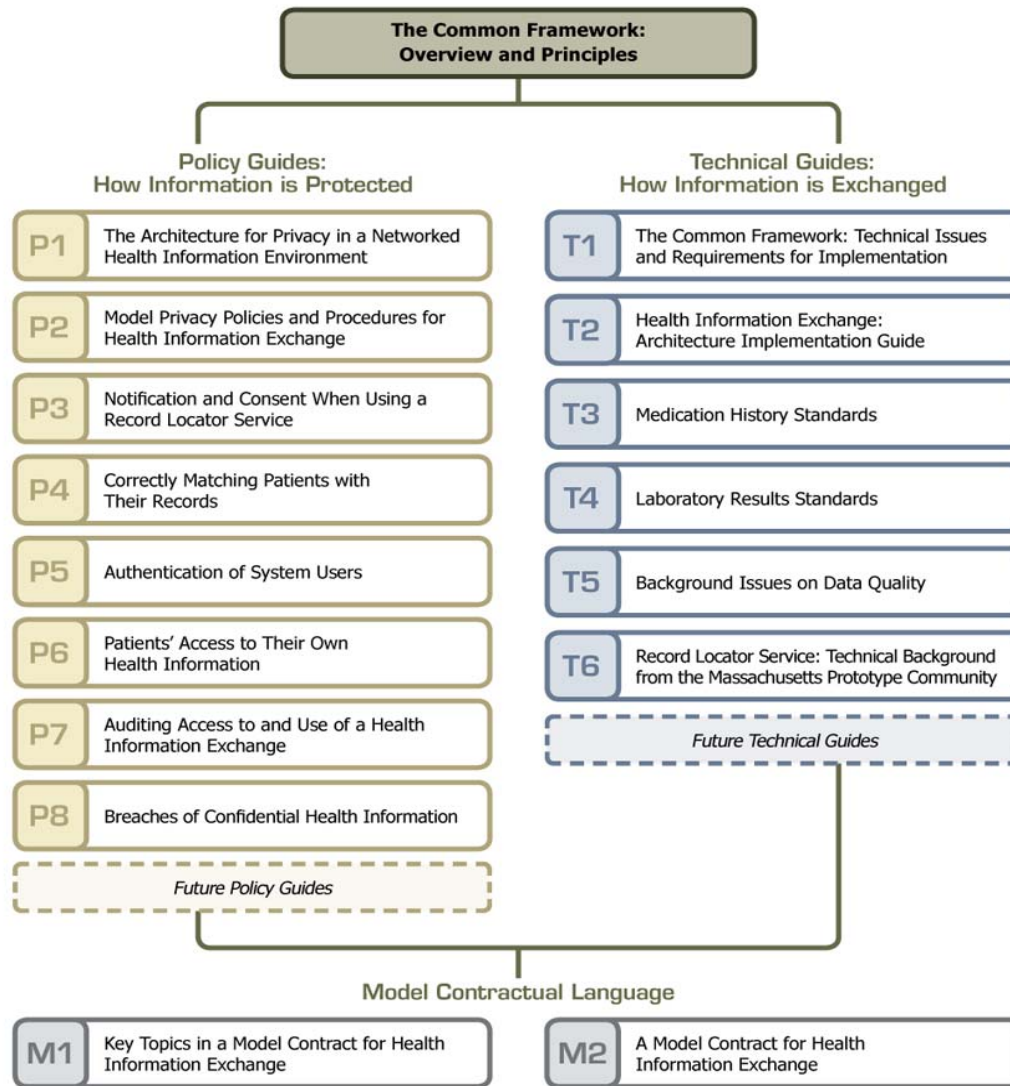 The Common Framework:
Overview and Principles
Policy Guides:
How Information is Protected
P1
The Architecture for Privacy in a Networked
Health Information Environment
P2
Model Privacy Policies and Procedures for
Health Information Exchange
P3
Notification and Consent When Using a
Record Locator Service
P4
Correctly Matching Patients with
Their Records
P5
Authentication of System Users
P6
Patients’ Access to Their Own
Health Information
P7
Auditing Access to and Use of a Health
Information Exchange
P8
Breaches of Confidential Health Information
Future Policy Guides
Technical Guides:
How Information is Exchanged
T1
The Common Framework: Technical Issues
and Requirements for Implementation
T2
Health Information Exchange:
Architecture Implementation Guide
T3
Medication History Standards
T4
Laboratory Results Standards
T5
Background Issues on Data Quality
T6
Record Locator Service: Technical Background
from the Massachusetts Prototype Community
Future Technical Guides
Model Contractual Language
M1
Key Topics in a Model Contract for Health
Information Exchange
M2
A Model Contract for Health
Information Exchange